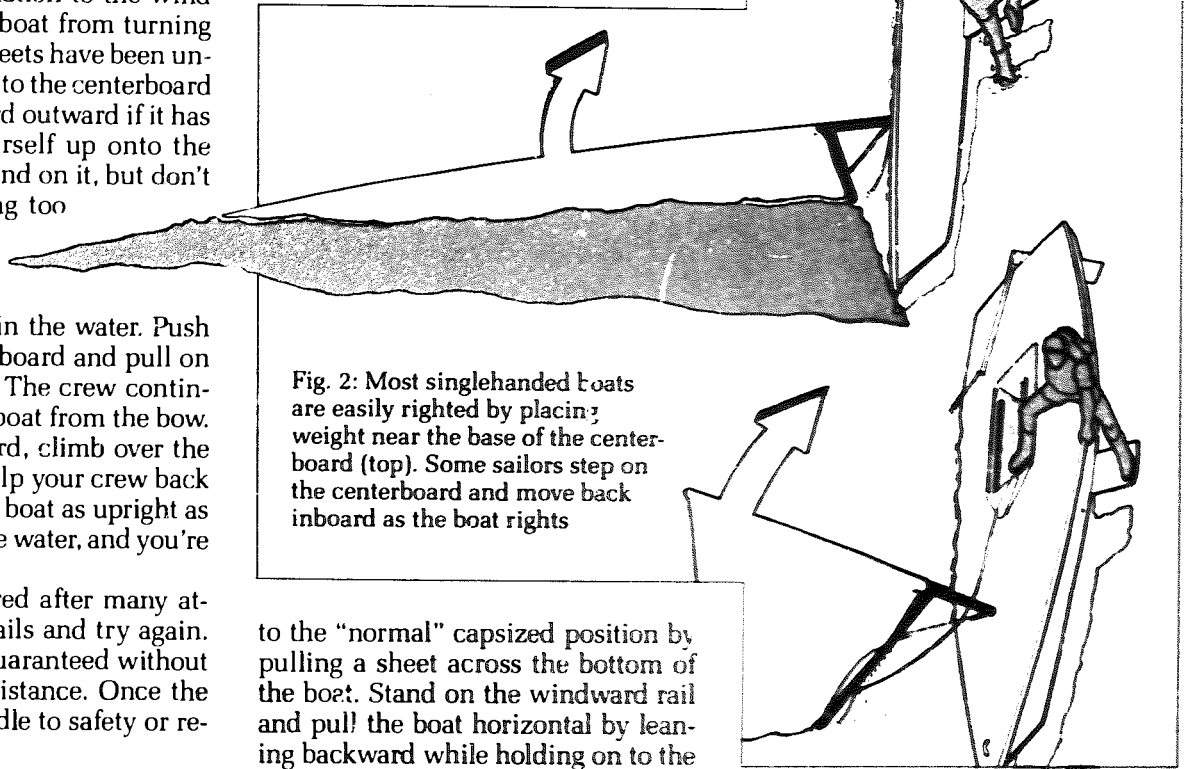 ation to the wind
boat from turning
eets have been un-
to the centerboard
d outward if it has
rself up onto the
nd on it, but don't
ng too
in the water. Push
board and pull on
The crew contin-
boat from the bow.
rd, climb over the
lp your crew back
boat as upright as
e water, and you're
ed after many at-
ails and try again.
uaranteed without
istance. Once the
dle to safety or re-
Fig. 2: Most singlehanded boats
are easily righted by placing
weight near the base of the center-
board (top). Some sailors step on
the centerboard and move back
inboard as the boat rights
to the "normal" capsized position by
pulling a sheet across the bottom of
the boat. Stand on the windward rail
and pull the boat horizontal by lean-
ing backward while holding on to the